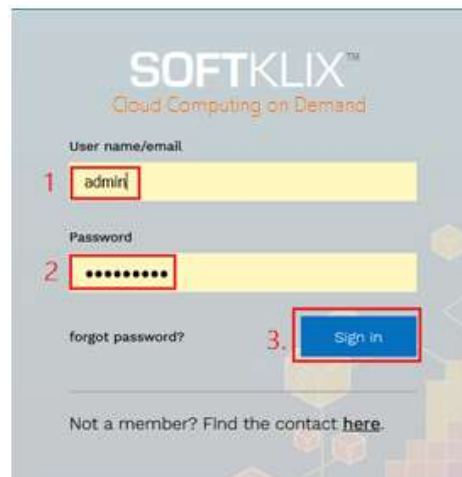 SOFTKLIX™
Cloud Computing on Demand
User name/email
1 admin
Password
2 •••••••••
forgot password? 3. Sign in
Not a member? Find the contact here.